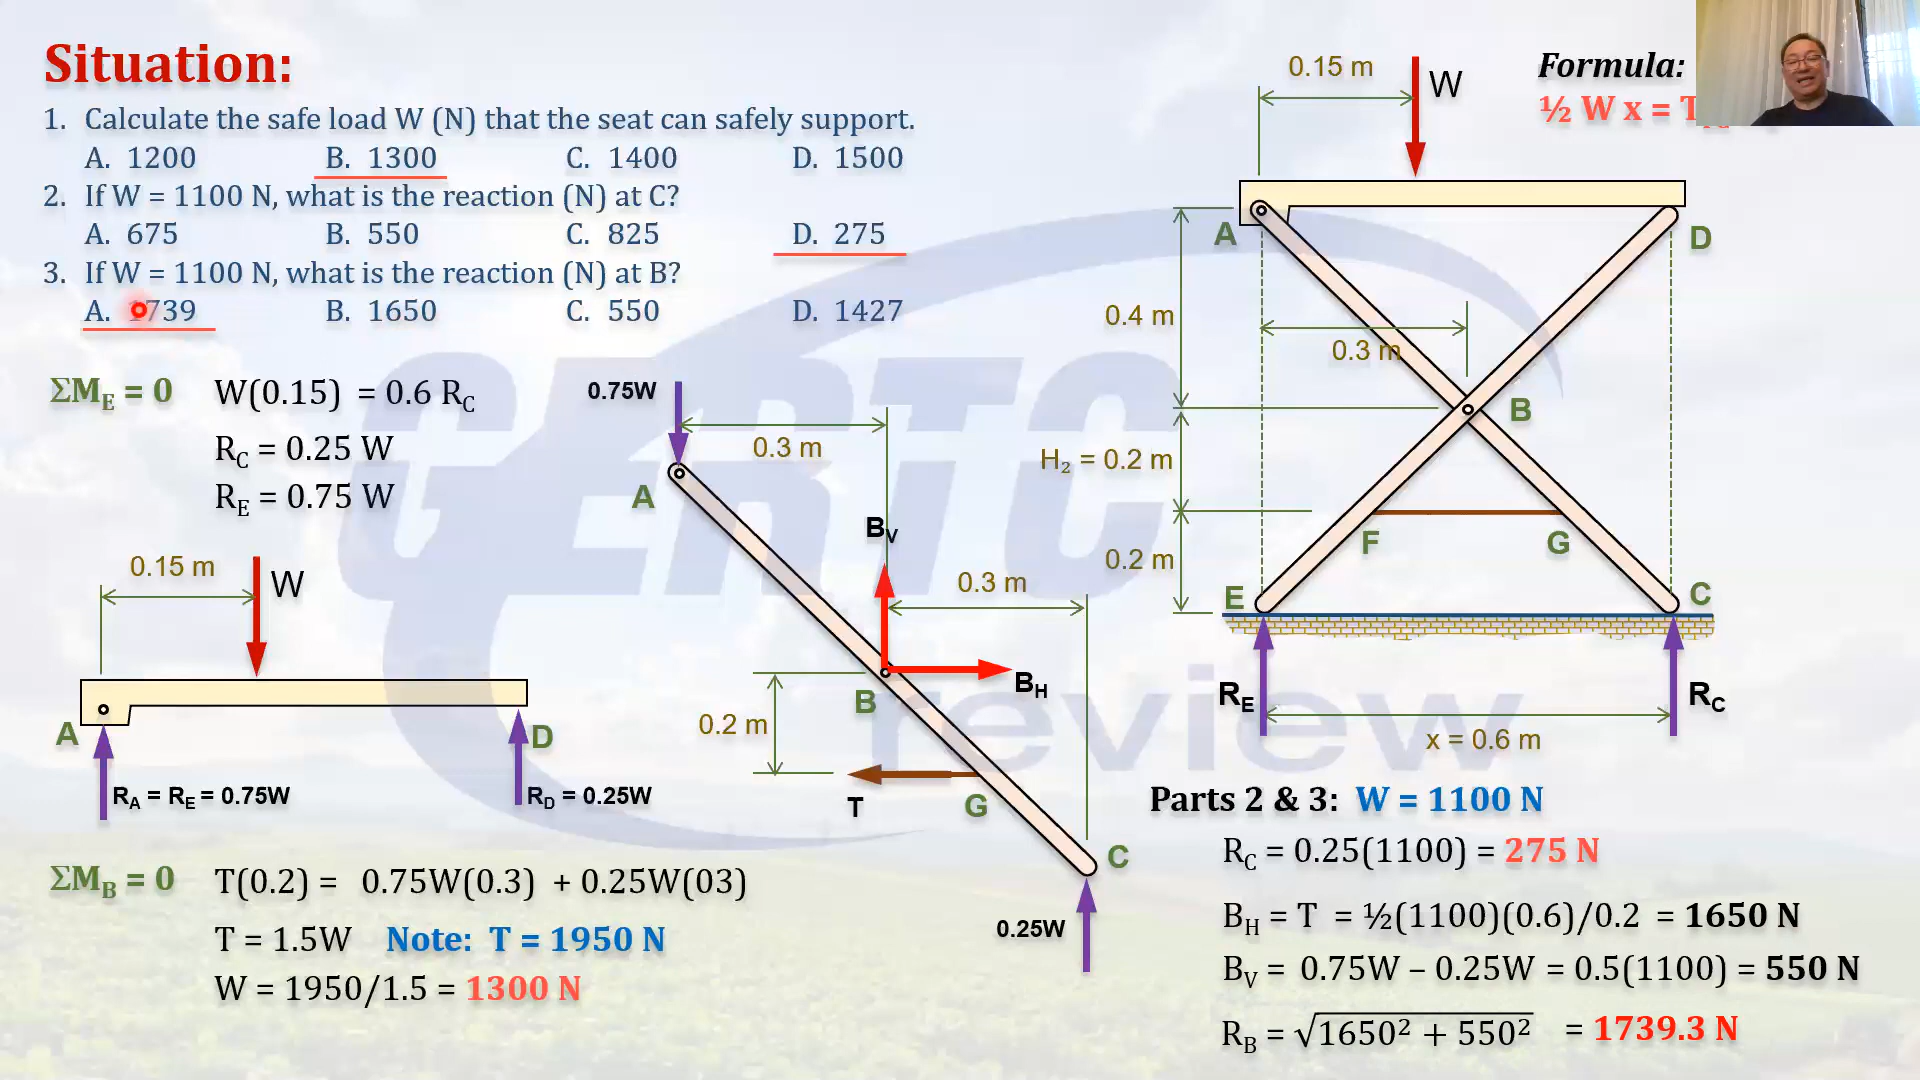 Situation:
1. Calculate the safe load W (N) that the seat can safely support.
A. 1200 B. 1300 C. 1400 D. 1500
2. If W = 1100 N, what is the reaction (N) at C?
A. 675 B. 550 C. 825 D. 275
3. If W = 1100 N, what is the reaction (N) at B?
A. 1739 B. 1650 C. 550 D. 1427
ΣM_E = 0 W(0.15) = 0.6 R_C
R_C = 0.25 W
R_E = 0.75 W
0.15 m
W
A
D
R_A = R_E = 0.75W
R_D = 0.25W
ΣM_B = 0 T(0.2) = 0.75W(0.3) + 0.25W(03)
T = 1.5W Note: T = 1950 N
W = 1950/1.5 = 1300 N
0.75W
0.3 m
A
B_V
0.3 m
B
B_H
0.2 m
T
G
C
0.25W
GERTC
review
Formula:
½ W x = T
0.15 m
W
A
D
0.4 m
0.3 m
B
H₂ = 0.2 m
F
G
0.2 m
E
C
R_E
R_C
x = 0.6 m
Parts 2 & 3: W = 1100 N
R_C = 0.25(1100) = 275 N
B_H = T = ½(1100)(0.6)/0.2 = 1650 N
B_V = 0.75W – 0.25W = 0.5(1100) = 550 N
R_B = √1650² + 550² = 1739.3 N